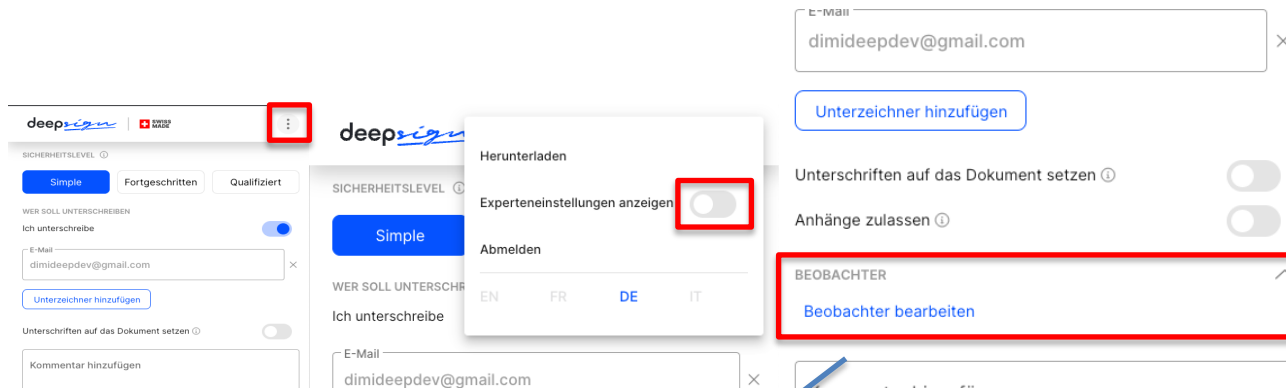 deepsign
SWISS
MADE
SICHERHEITSLEVEL
Simple
Fortgeschritten
Qualifiziert
WER SOLL UNTERSCHREIBEN
Ich unterschreibe
E-Mail
dimideepdev@gmail.com
Unterzeichner hinzufügen
Unterschriften auf das Dokument setzen
Kommentar hinzufügen
deepsign
SICHERHEITSLEVEL
Simple
WER SOLL UNTERSCHR
Ich unterschreibe
E-Mail
dimideepdev@gmail.com
Herunterladen
Experteneinstellungen anzeigen
Abmelden
EN FR DE IT
E-Mail
dimideepdev@gmail.com
Unterzeichner hinzufügen
Unterschriften auf das Dokument setzen
Anhänge zulassen
BEOBACHTER
Beobachter bearbeiten